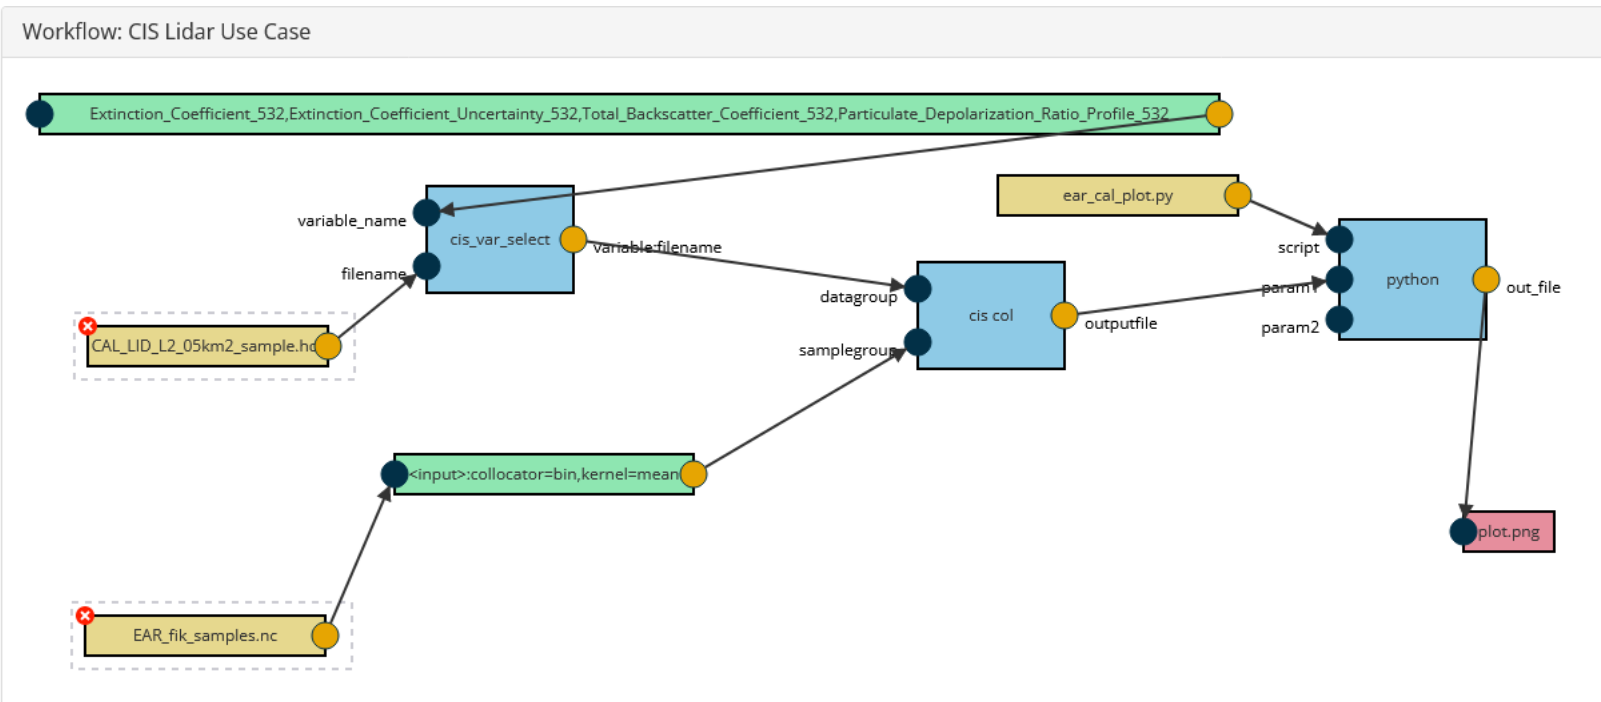 Workflow: CIS Lidar Use Case
Extinction_Coefficient_532,Extinction_Coefficient_Uncertainty_532,Total_Backscatter_Coefficient_532,Particulate_Depolarization_Ratio_Profile_532
ear_cal_plot.py
variable_name
cis_var_select
variable:filename
filename
script
python
param1
out_file
param2
datagroup
cis col
outputfile
samplegroup
CAL_LID_L2_05km2_sample.hd
<input>:collocator=bin,kernel=mean
plot.png
EAR_fik_samples.nc